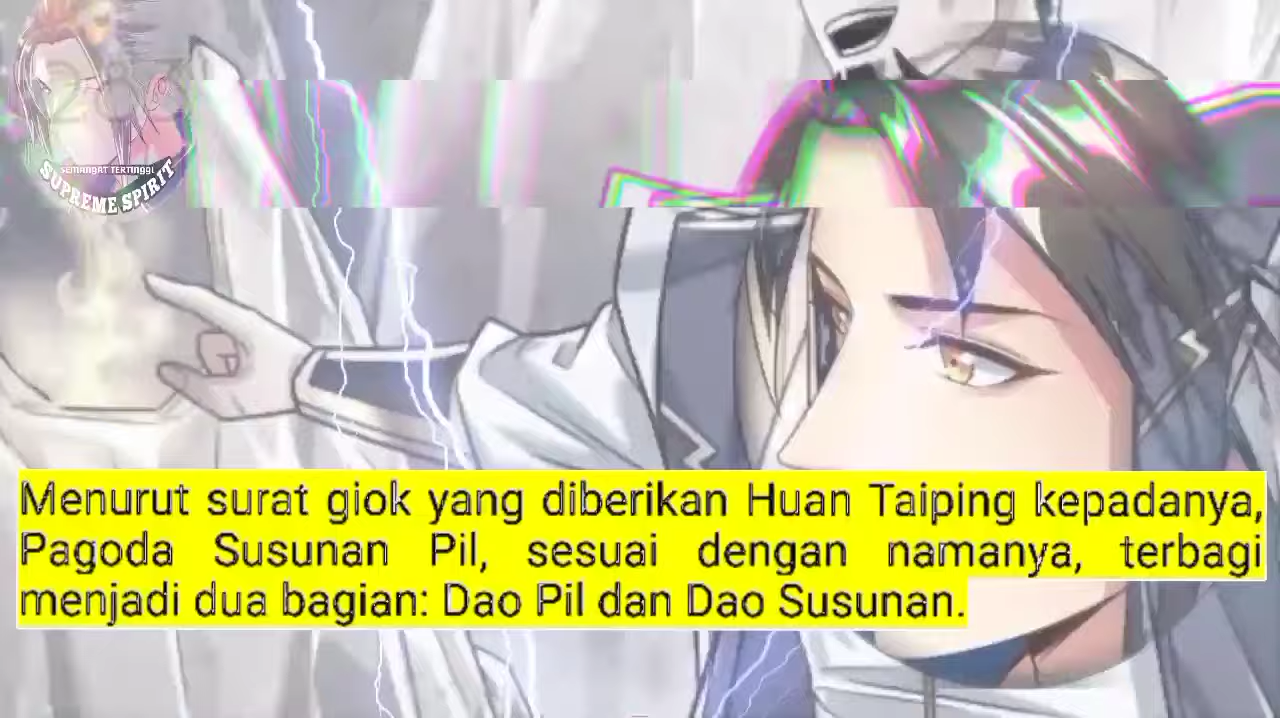 283
SEMANGAT TERTINGGI
SUPREME SPIRIT
Menurut surat giok yang diberikan Huan Taiping kepadanya,
Pagoda Susunan Pil, sesuai dengan namanya, terbagi
menjadi dua bagian: Dao Pil dan Dao Susunan.